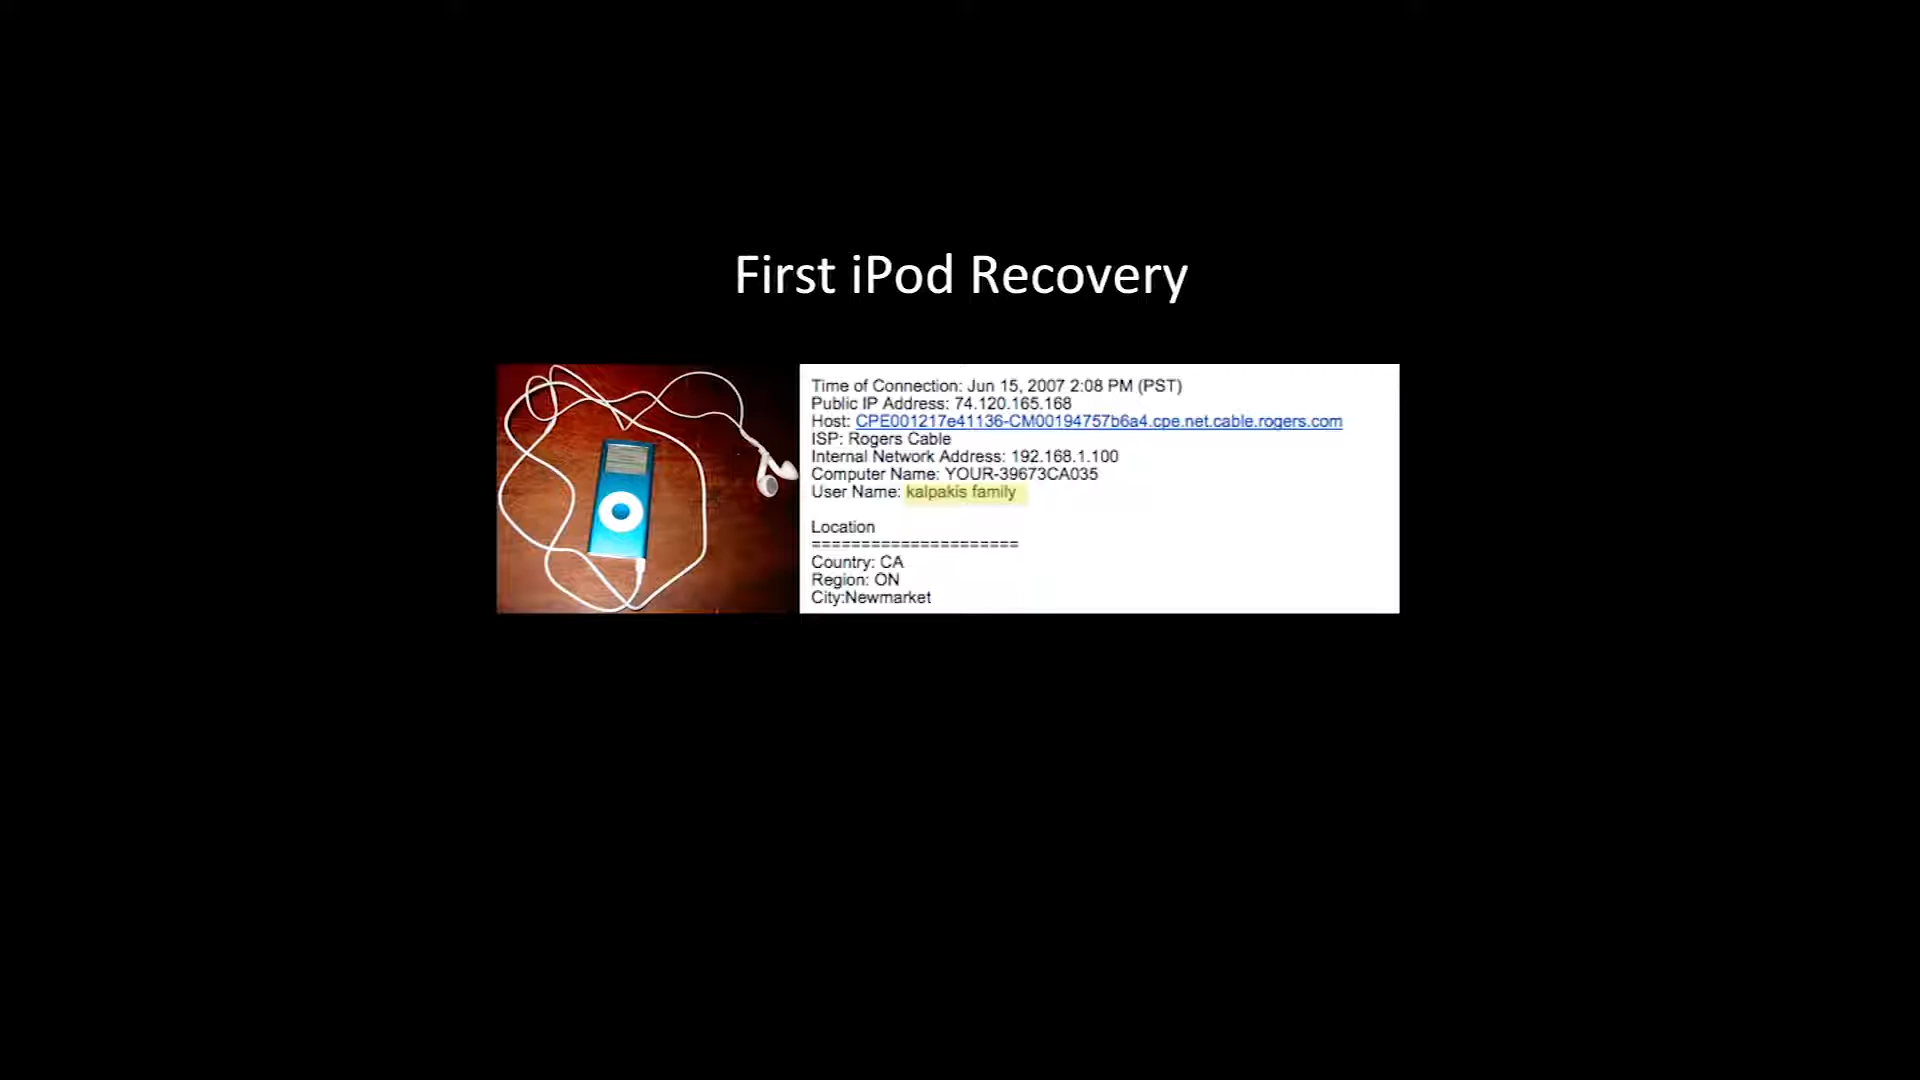 First iPod Recovery
Time of Connection: Jun 15, 2007 2:08 PM (PST)
Public IP Address: 74.120.165.168
Host: CPE001217e41136-CM00194757b6a4.cpe.net.cable.rogers.com
ISP: Rogers Cable
Internal Network Address: 192.168.1.100
Computer Name: YOUR-39673CA035
User Name: kalpakis family
Location
=====================
Country: CA
Region: ON
City:Newmarket